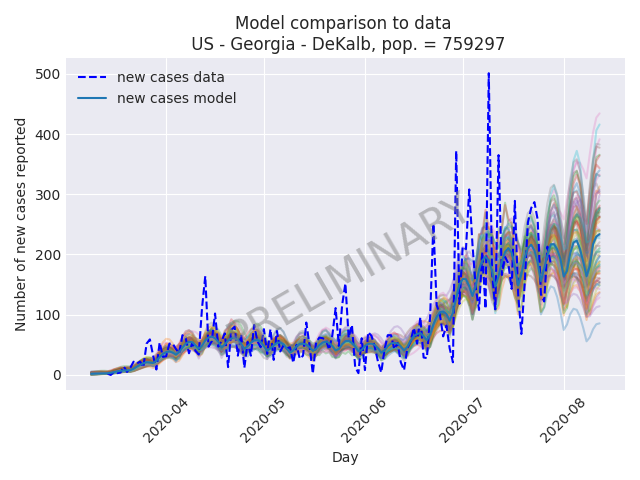 Model comparison to data
US - Georgia - DeKalb, pop. = 759297
new cases data
new cases model
PRELIMINARY
Number of new cases reported
500
400
300
200
100
0
2020-04
2020-05
2020-06
2020-07
2020-08
Day